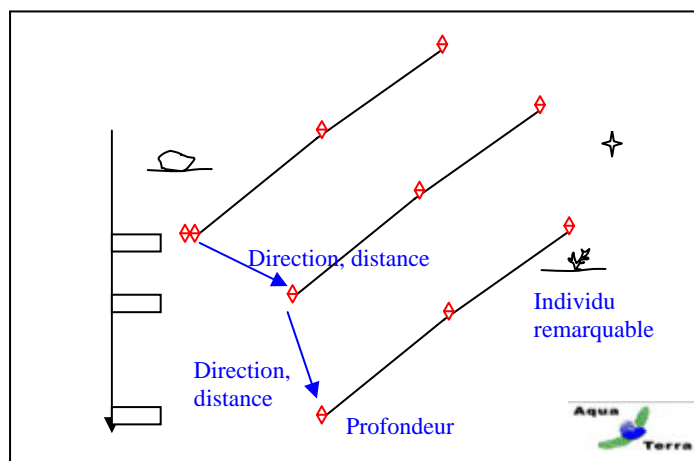 Direction, distance
Individu
remarquable
Direction,
distance
Profondeur
Aqua
Terra